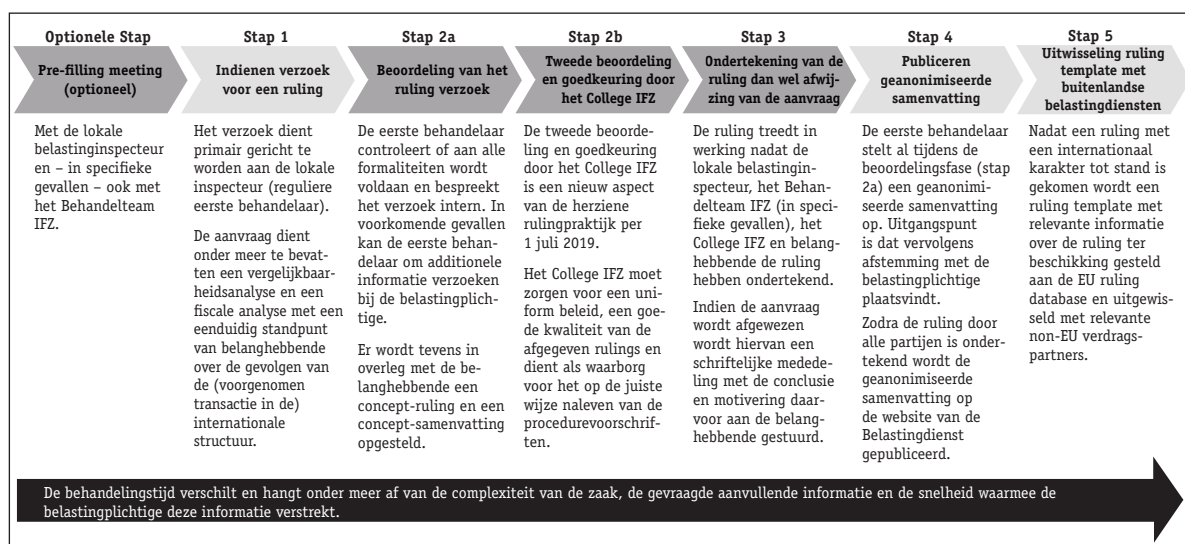 Optionele Stap
Pre-filling meeting
(optioneel)
Met de lokale
belastinginspecteur
en – in specifieke
gevallen – ook met
het Behandelteam
IFZ.
Stap 1
Indienen verzoek
voor een ruling
Het verzoek dient
primair gericht te
worden aan de lokale
inspecteur (reguliere
eerste behandelaar).
De aanvraag dient
onder meer te bevat-
ten een vergelijkbaar-
heidsanalyse en een
fiscale analyse met een
eenduidig standpunt
van belanghebbende
over de gevolgen van
de (voorgenomen
transactie in de)
internationale
structuur.
Stap 2a
Beoordeling van het
ruling verzoek
De eerste behandelaar
controleert of aan alle
formaliteiten wordt
voldaan en bespreekt
het verzoek intern. In
voorkomende gevallen
kan de eerste behan-
delaar om additionele
informatie verzoeken
bij de belastingplich-
tige.
Er wordt tevens in
overleg met de be-
langhebbende een
concept-ruling en een
concept-samenvatting
opgesteld.
Stap 2b
Tweede beoordeling
en goedkeuring door
het College IFZ
De tweede beoorde-
ling en goedkeuring
door het College IFZ
is een nieuw aspect
van de herziene
rulingpraktijk per
1 juli 2019.
Het College IFZ moet
zorgen voor een uni-
form beleid, een goe-
de kwaliteit van de
afgegeven rulings en
dient als waarborg
voor het op de juiste
wijze naleven van de
procedurevoorschrif-
ten.
Stap 3
Ondertekening van de
ruling dan wel afwij-
zing van de aanvraag
De ruling treedt in
werking nadat de
lokale belastingin-
specteur, het Behan-
delteam IFZ (in speci-
fieke gevallen), het
College IFZ en belang-
hebbende de ruling
hebben ondertekend.
Indien de aanvraag
wordt afgewezen
wordt hiervan een
schriftelijke medede-
ling met de conclusie
en motivering daar-
voor aan de belang-
hebbende gestuurd.
Stap 4
Publiceren
geanonimiseerde
samenvatting
De eerste behandelaar
stelt al tijdens de
beoordelingsfase (stap
2a) een geanonimi-
seerde samenvatting
op. Uitgangspunt
is dat vervolgens
afstemming met de
belastingplichtige
plaatsvindt.
Zodra de ruling door
alle partijen is onder-
tekend wordt de
geanonimiseerde
samenvatting op
de website van de
Belastingdienst
gepubliceerd.
Stap 5
Uitwisseling ruling
template met
buitenlandse
belastingdiensten
Nadat een ruling met
een internationaal
karakter tot stand is
gekomen wordt een
ruling template met
relevante informatie
over de ruling ter
beschikking gesteld
aan de EU ruling
database en uitgewis-
seld met relevante
non-EU verdrags-
partners.
De behandelingstijd verschilt en hangt onder meer af van de complexiteit van de zaak, de gevraagde aanvullende informatie en de snelheid waarmee de
belastingplichtige deze informatie verstrekt.